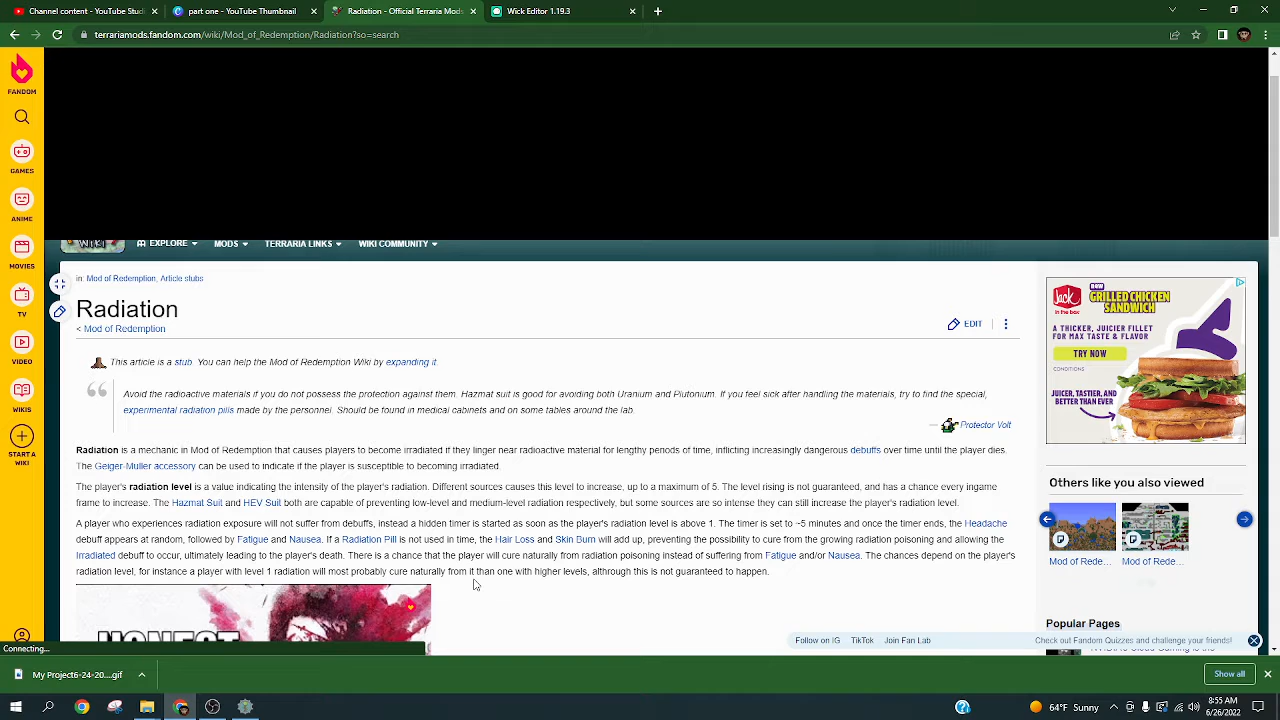 Channel content - YouTube Studio
part one - YouTube Thumbnail
Radiation - Official Terraria Mods
Wick Editor 1.19.3
terrariamods.fandom.com/wiki/Mod_of_Redemption/Radiation?so=search
FANDOM
GAMES
ANIME
MOVIES
TV
VIDEO
WIKIS
START A
WIKI
WIKI
EXPLORE
MODS
TERRARIA LINKS
WIKI COMMUNITY
in: Mod of Redemption, Article stubs
Radiation
< Mod of Redemption
EDIT
This article is a stub. You can help the Mod of Redemption Wiki by expanding it.
Avoid the radioactive materials if you do not possess the protection against them. Hazmat suit is good for avoiding both Uranium and Plutonium. If you feel sick after handling the materials, try to find the special,
experimental radiation pills made by the personnel. Should be found in medical cabinets and on some tables around the lab.
— Protector Volt
Radiation is a mechanic in Mod of Redemption that causes players to become irradiated if they linger near radioactive material for lengthy periods of time, inflicting increasingly dangerous debuffs over time until the player dies.
The Geiger-Muller accessory can be used to indicate if the player is susceptible to becoming irradiated.
The player's radiation level is a value indicating the intensity of the player's radiation. Different sources causes this level to increase, up to a maximum of 5. The level rising is not guaranteed, and has a chance every ingame
frame to increase. The Hazmat Suit and HEV Suit both are capable of preventing low-level and medium-level radiation respectively, but some sources are so intense they can still increase the player's radiation level.
A player who experiences radiation exposure will not suffer from debuffs, instead a hidden timer is started as soon as the player's radiation level is above 1. The timer is set to ~5 minutes and once the timer ends, the Headache
debuff appears at random, followed by Fatigue and Nausea. If a Radiation Pill is not used in time, the Hair Loss and Skin Burn will add up, preventing the possibility to cure from the growing radiation poisoning and allowing the
Irradiated debuff to occur, ultimately leading to the player's death. There is a chance that the player will cure naturally from radiation poisoning instead of suffering from Fatigue and/or Nausea. The chances depend on the player's
radiation level, for instance a player with level 1 radiation will most probably cure naturally from it than one with higher levels, although this is not guaranteed to happen.
HONEST
Jack
in the box
NEW
GRILLED CHICKEN
SANDWICH
A THICKER, JUICIER FILLET
FOR MAX TASTE & FLAVOR
TRY NOW
CONDITIONS
JUICIER, TASTIER, AND
BETTER THAN EVER
Others like you also viewed
Mod of Rede...
Mod of Rede...
Popular Pages
Follow on IG
TikTok
Join Fan Lab
Check out Fandom Quizzes and challenge your friends!
Connecting...
My Project6-24-20....gif
Show all
64°F Sunny
8:55 AM
6/26/2022